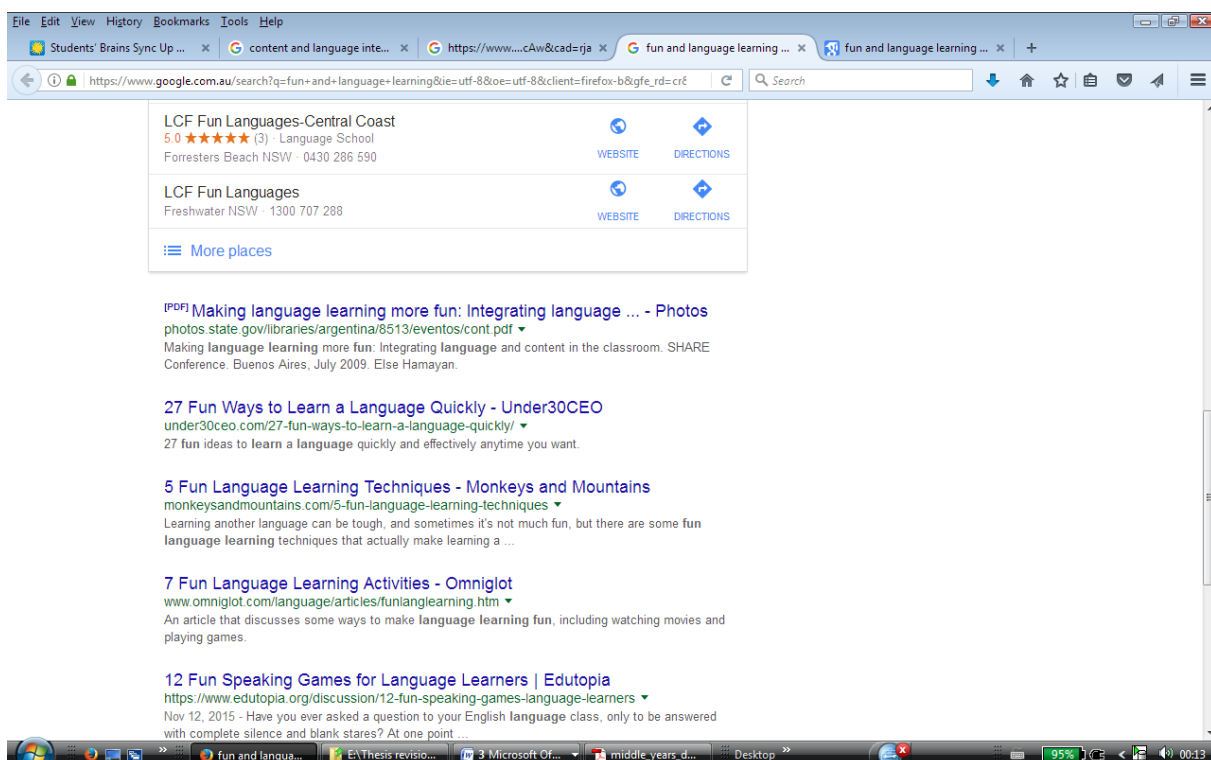 File Edit View History Bookmarks Tools Help
Students' Brains Sync Up ... × content and language inte... × https://www....cAw&cad=rja × fun and language learning ... × fun and language learning ... × +
https://www.google.com.au/search?q=fun+and+language+learning&ie=utf-8&oe=utf-8&client=firefox-b&gfe_rd=cr& Search
LCF Fun Languages-Central Coast
5.0 ★★★★★ (3) · Language School
Forresters Beach NSW · 0430 286 590
WEBSITE DIRECTIONS
LCF Fun Languages
Freshwater NSW · 1300 707 288
WEBSITE DIRECTIONS
More places
[PDF] Making language learning more fun: Integrating language ... - Photos
photos.state.gov/libraries/argentina/8513/eventos/cont.pdf
Making language learning more fun: Integrating language and content in the classroom. SHARE
Conference. Buenos Aires, July 2009. Else Hamayan.
27 Fun Ways to Learn a Language Quickly - Under30CEO
under30ceo.com/27-fun-ways-to-learn-a-language-quickly/
27 fun ideas to learn a language quickly and effectively anytime you want.
5 Fun Language Learning Techniques - Monkeys and Mountains
monkeysandmountains.com/5-fun-language-learning-techniques
Learning another language can be tough, and sometimes it's not much fun, but there are some fun
language learning techniques that actually make learning a ...
7 Fun Language Learning Activities - Omniglot
www.omniglot.com/language/articles/funlanglearning.htm
An article that discusses some ways to make language learning fun, including watching movies and
playing games.
12 Fun Speaking Games for Language Learners | Edutopia
https://www.edutopia.org/discussion/12-fun-speaking-games-language-learners
Nov 12, 2015 - Have you ever asked a question to your English language class, only to be answered
with complete silence and blank stares? At one point ...
fun and langua... E:\Thesis revisio... 3 Microsoft Of... middle_years_d... Desktop 95% 00:13